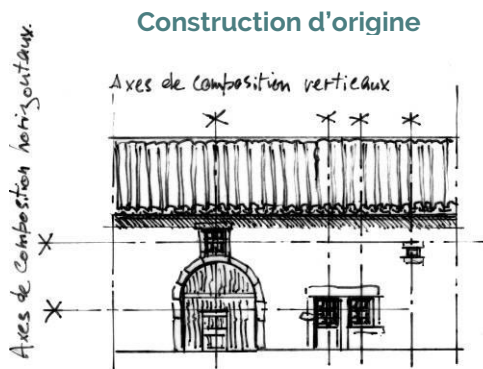 Construction d'origine
Axes de composition verticaux
Axes de composition horizontaux.